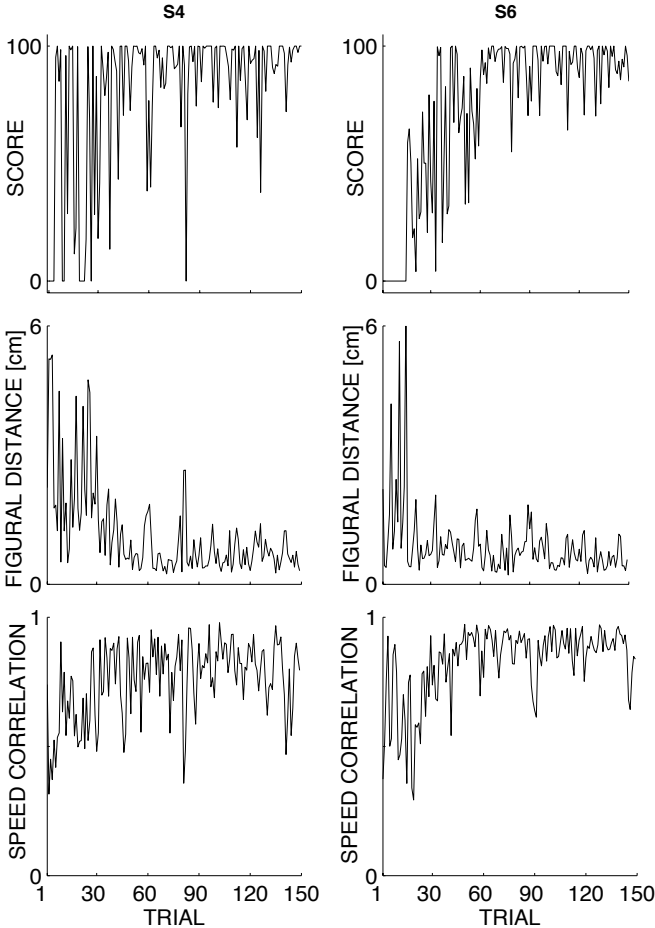 S4
S6
100
SCORE
0
100
SCORE
0
6
FIGURAL DISTANCE [cm]
0
6
FIGURAL DISTANCE [cm]
0
1
SPEED CORRELATION
0
1 30 60 90 120 150
TRIAL
1
SPEED CORRELATION
0
1 30 60 90 120 150
TRIAL